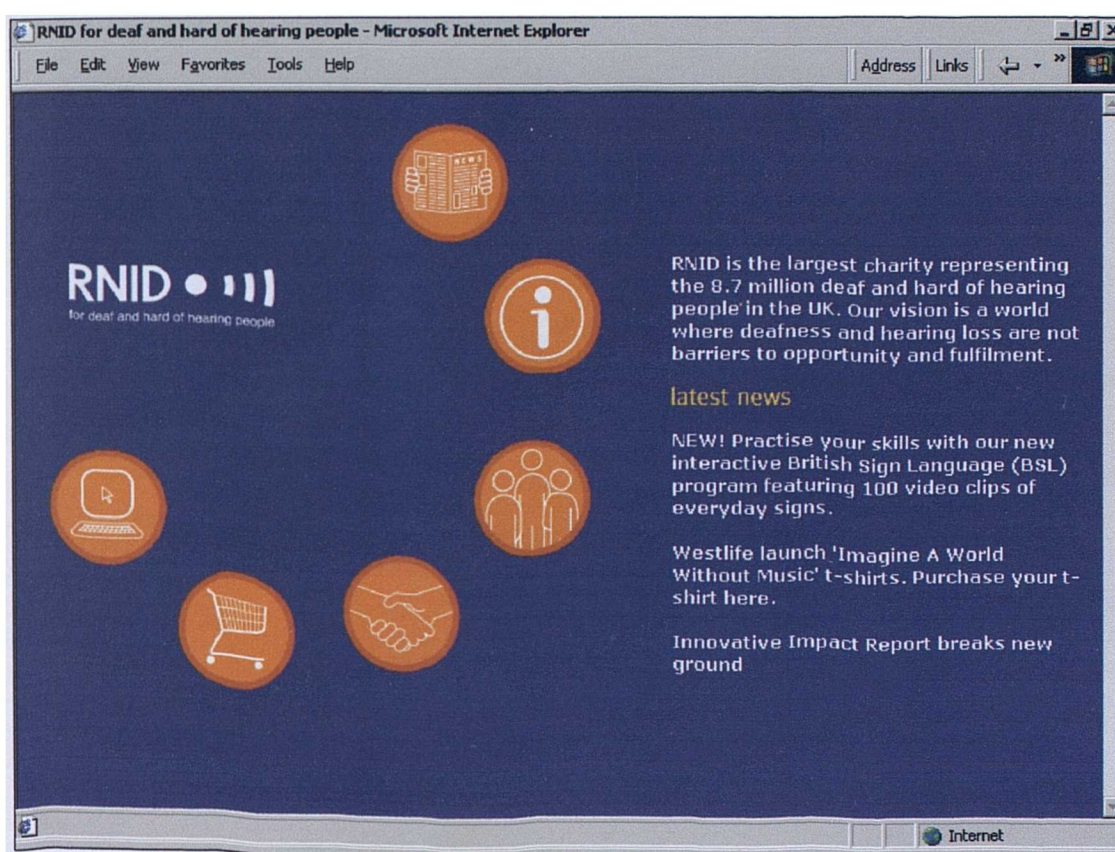 RNID for deaf and hard of hearing people - Microsoft Internet Explorer
File Edit View Favorites Tools Help
Address Links »
NEWS
RNID
for deaf and hard of hearing people
i
RNID is the largest charity representing
the 8.7 million deaf and hard of hearing
people in the UK. Our vision is a world
where deafness and hearing loss are not
barriers to opportunity and fulfilment.
latest news
NEW! Practise your skills with our new
interactive British Sign Language (BSL)
program featuring 100 video clips of
everyday signs.
Westlife launch 'Imagine A World
Without Music' t-shirts. Purchase your t-
shirt here.
Innovative Impact Report breaks new
ground
Internet